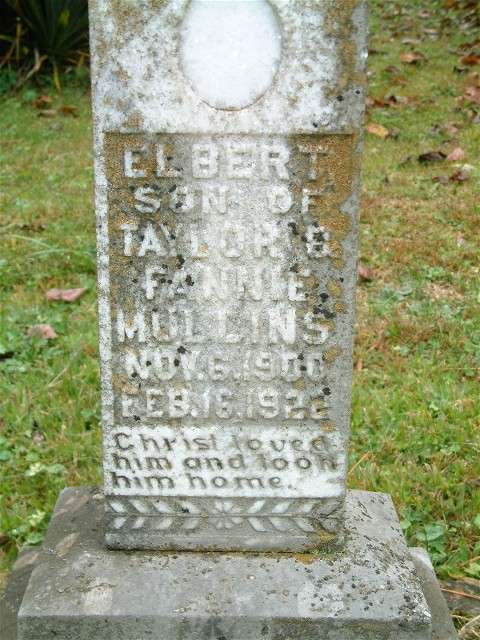 ELBERT
SON OF
TAYLOR &
FANNIE
MULLINS
NOV. 6. 1900
FEB. 16. 1922
Christ loved
him and took
him home.